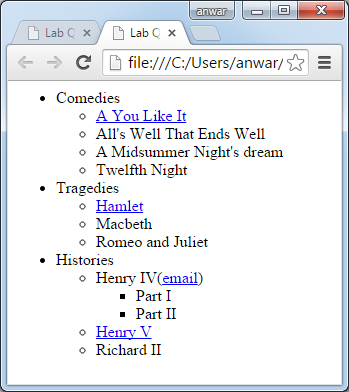 anwar
Lab Q
Lab Q
file:///C:/Users/anwar/
Comedies
A You Like It
All's Well That Ends Well
A Midsummer Night's dream
Twelfth Night
Tragedies
Hamlet
Macbeth
Romeo and Juliet
Histories
Henry IV(email)
Part I
Part II
Henry V
Richard II